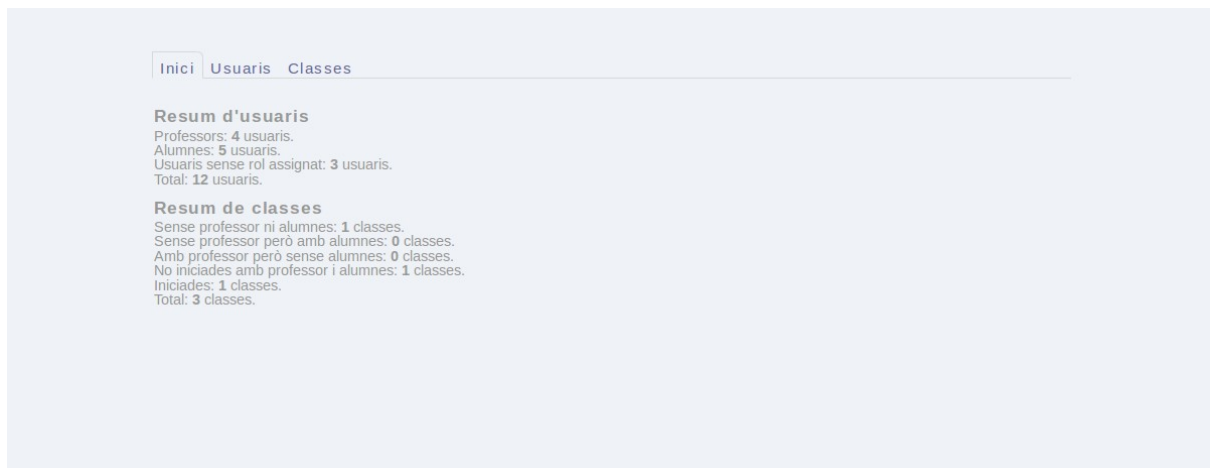 Inici Usuaris Classes
Resum d'usuaris
Professors: 4 usuaris.
Alumnes: 5 usuaris.
Usuaris sense rol assignat: 3 usuaris.
Total: 12 usuaris.
Resum de classes
Sense professor ni alumnes: 1 classes.
Sense professor però amb alumnes: 0 classes.
Amb professor però sense alumnes: 0 classes.
No iniciades amb professor i alumnes: 1 classes.
Iniciades: 1 classes.
Total: 3 classes.